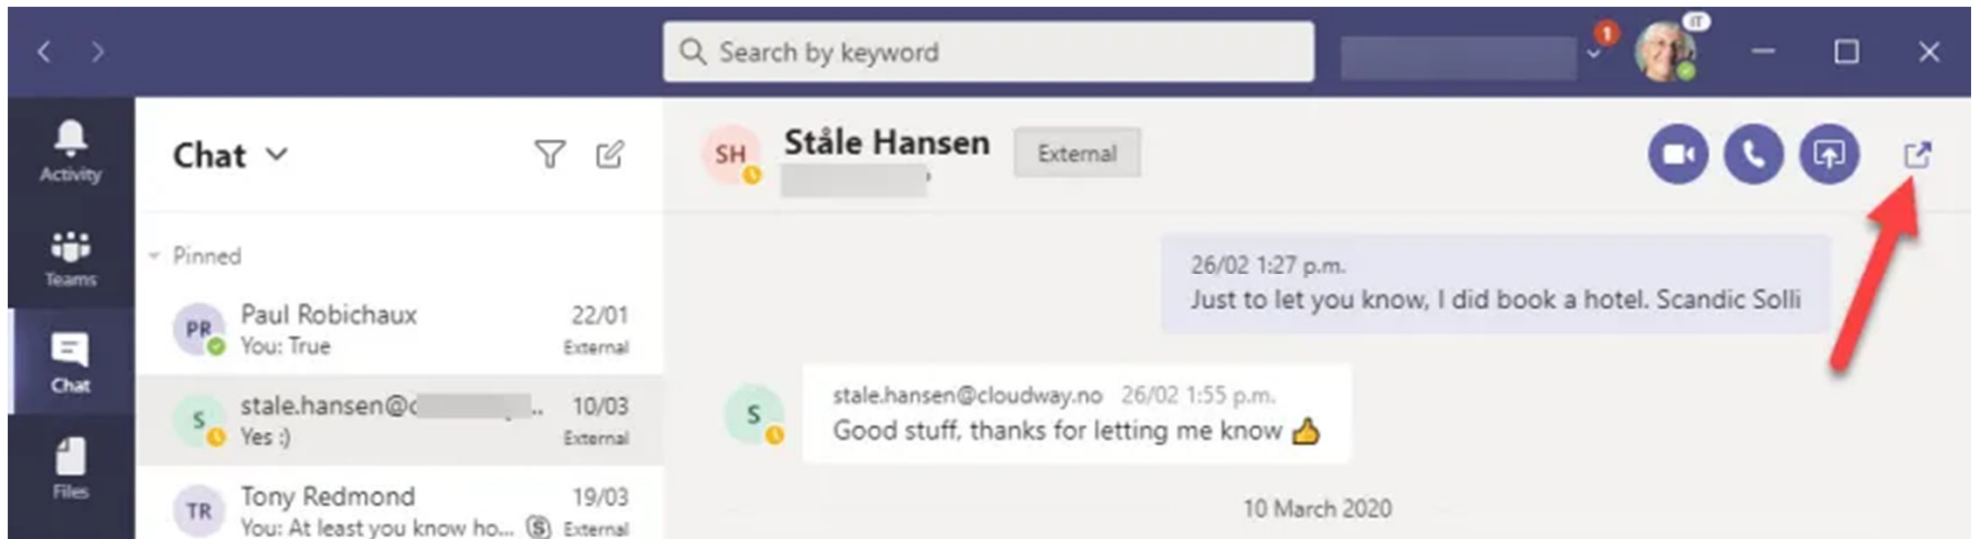 Search by keyword
1
IT
Activity
Teams
Chat
Files
Chat
Pinned
PR
Paul Robichaux
22/01
You: True
External
S
stale.hansen@
..
10/03
Yes :)
External
TR
Tony Redmond
19/03
You: At least you know ho...
S
External
SH
Ståle Hansen
External
26/02 1:27 p.m.
Just to let you know, I did book a hotel. Scandic Solli
S
stale.hansen@cloudway.no 26/02 1:55 p.m.
Good stuff, thanks for letting me know 👍
10 March 2020